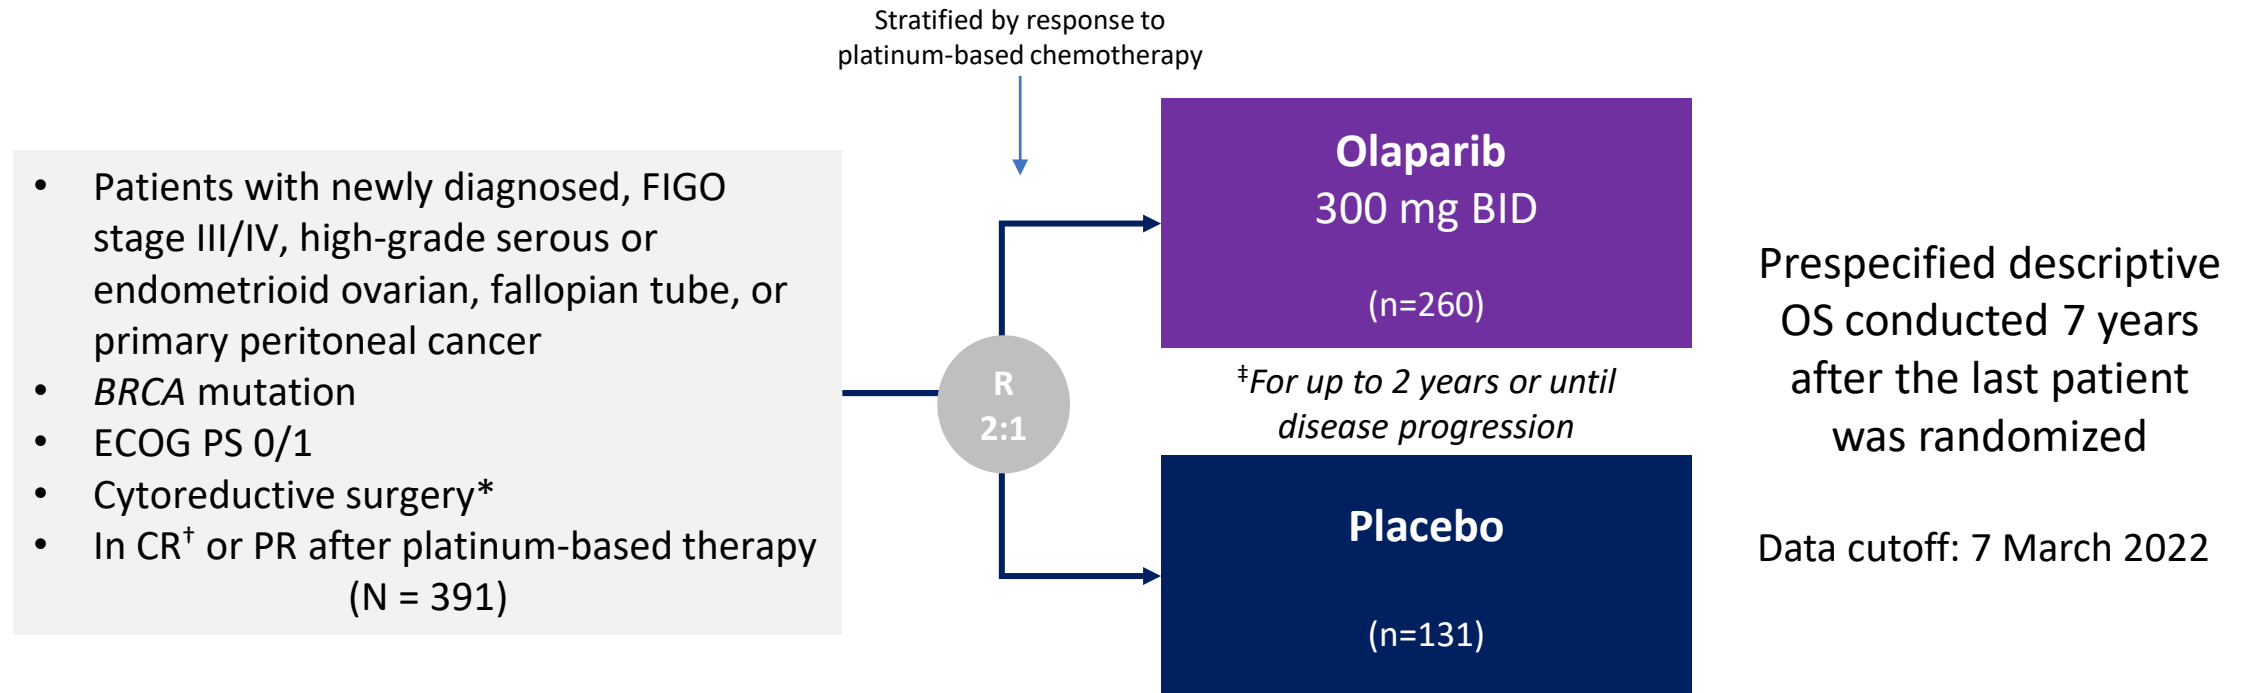 Stratified by response to
platinum-based chemotherapy
• Patients with newly diagnosed, FIGO
stage III/IV, high-grade serous or
endometrioid ovarian, fallopian tube, or
primary peritoneal cancer
• BRCA mutation
• ECOG PS 0/1
• Cytoreductive surgery*
• In CR† or PR after platinum-based therapy
(N = 391)
R
2:1
Olaparib
300 mg BID
(n=260)
‡For up to 2 years or until
disease progression
Placebo
(n=131)
Prespecified descriptive
OS conducted 7 years
after the last patient
was randomized
Data cutoff: 7 March 2022